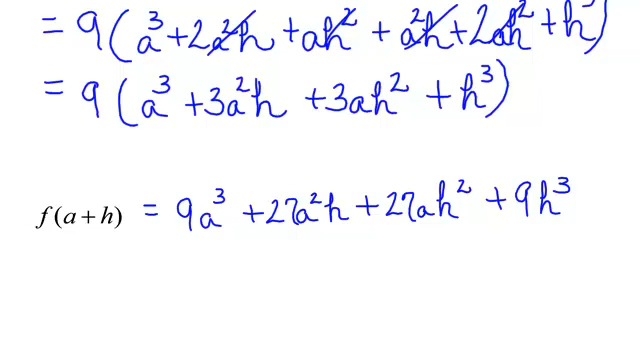 = 9(a³ + 2a²h + ah² + a²h + 2ah² + h³)
= 9(a³ + 3a²h + 3ah² + h³)
f(a + h) = 9a³ + 27a²h + 27ah² + 9h³